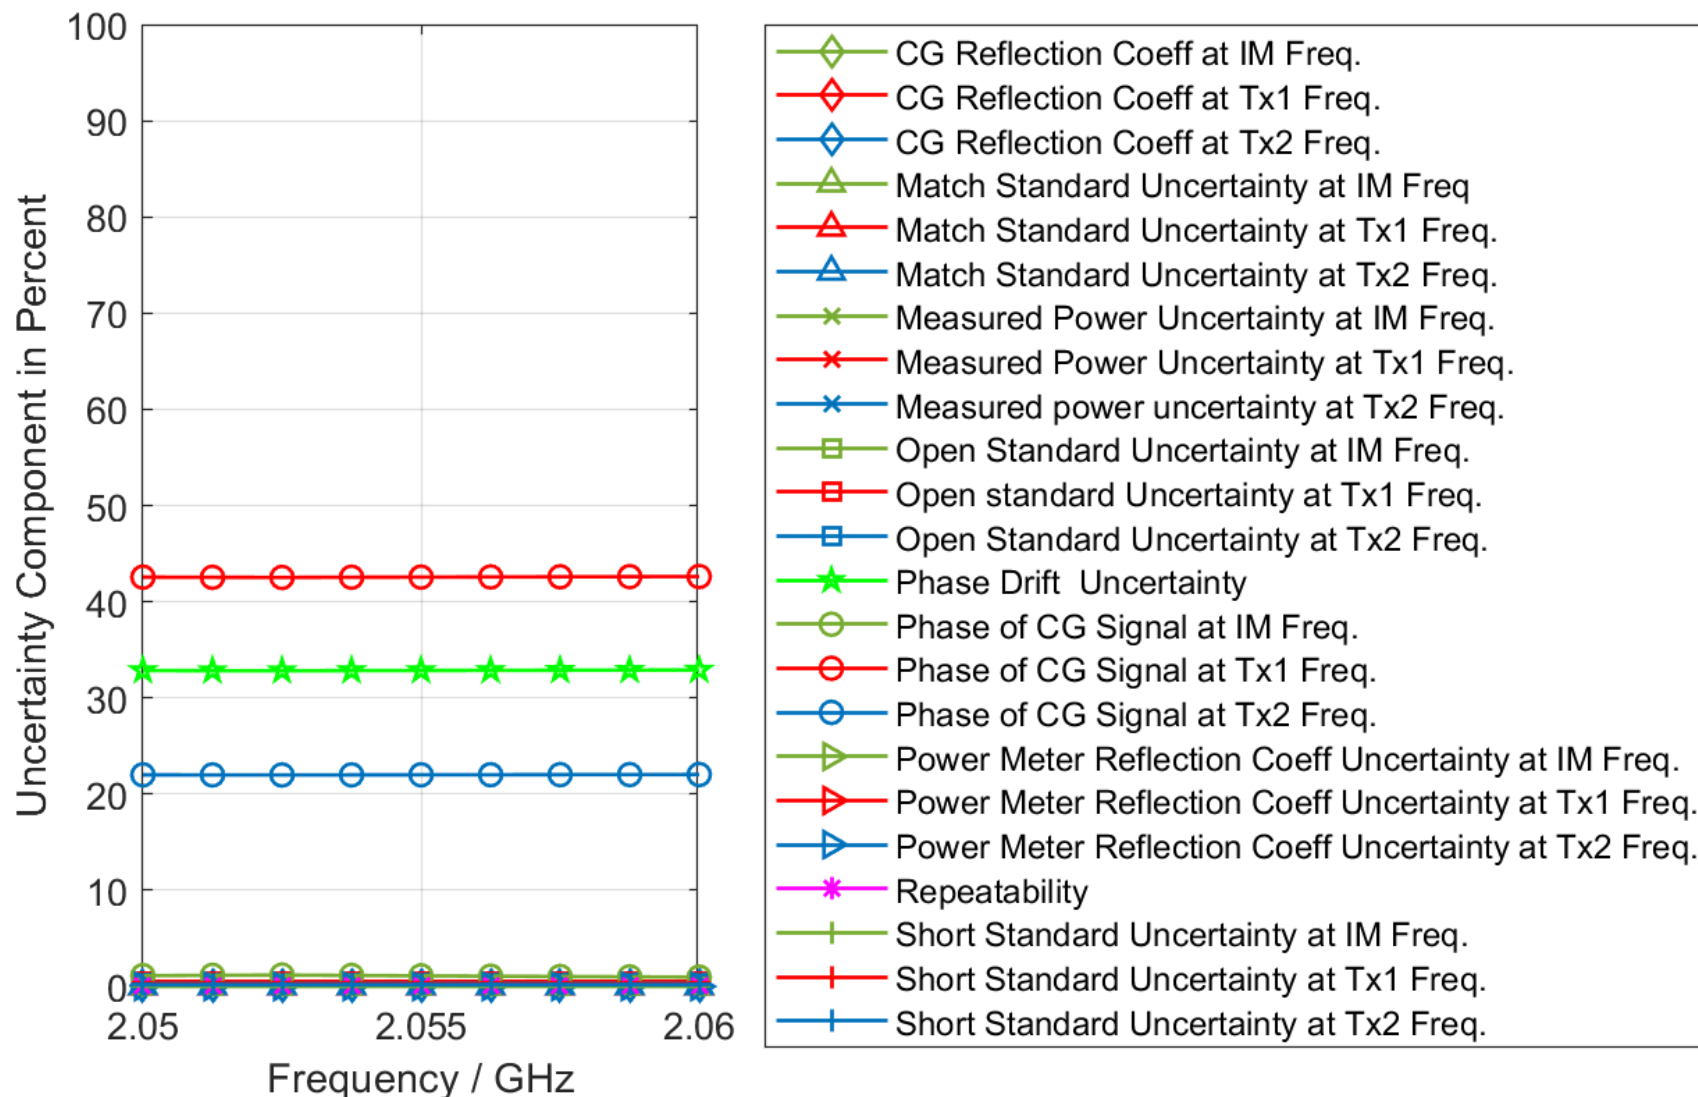 100
90
80
70
60
50
40
30
20
10
0
Uncertainty Component in Percent
2.05
2.055
2.06
Frequency / GHz
CG Reflection Coeff at IM Freq.
CG Reflection Coeff at Tx1 Freq.
CG Reflection Coeff at Tx2 Freq.
Match Standard Uncertainty at IM Freq
Match Standard Uncertainty at Tx1 Freq.
Match Standard Uncertainty at Tx2 Freq.
Measured Power Uncertainty at IM Freq.
Measured Power Uncertainty at Tx1 Freq.
Measured power uncertainty at Tx2 Freq.
Open Standard Uncertainty at IM Freq.
Open standard Uncertainty at Tx1 Freq.
Open Standard Uncertainty at Tx2 Freq.
Phase Drift  Uncertainty
Phase of CG Signal at IM Freq.
Phase of CG Signal at Tx1 Freq.
Phase of CG Signal at Tx2 Freq.
Power Meter Reflection Coeff Uncertainty at IM Freq.
Power Meter Reflection Coeff Uncertainty at Tx1 Freq.
Power Meter Reflection Coeff Uncertainty at Tx2 Freq.
Repeatability
Short Standard Uncertainty at IM Freq.
Short Standard Uncertainty at Tx1 Freq.
Short Standard Uncertainty at Tx2 Freq.